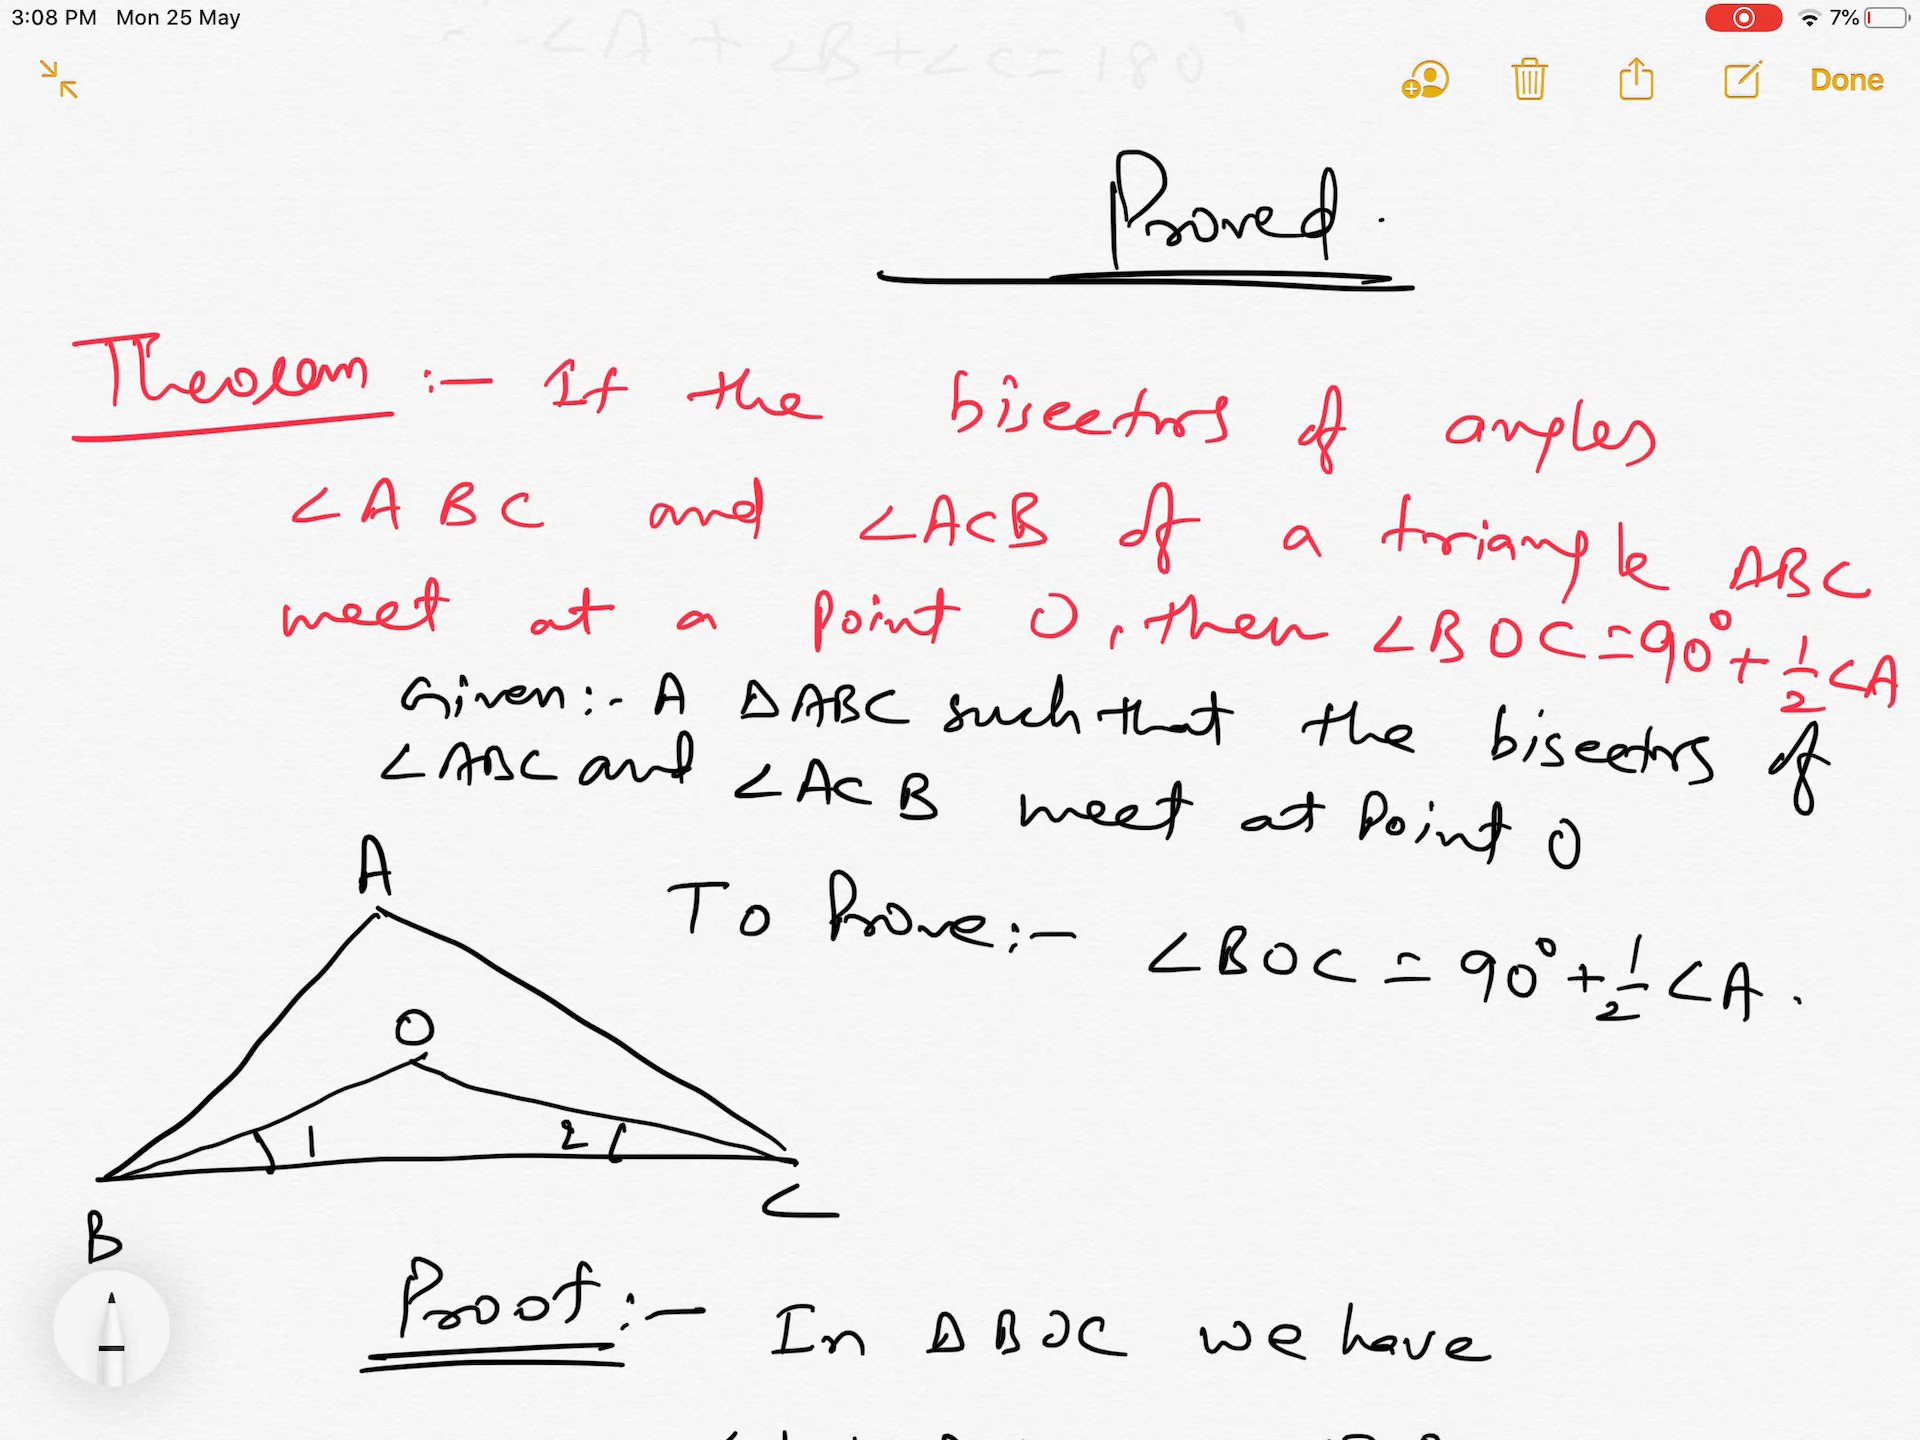 3:08 PM Mon 25 May
7%
∠A + ∠B + ∠C = 180°
Done
Proved.
Theorem :- If the bisectors of angles
∠ABC and ∠ACB of a triangle ABC
meet at a point O, then ∠BOC = 90° + 1/2 ∠A
Given :- A ΔABC such that the bisectors of
∠ABC and ∠ACB meet at Point O
To Prove :- ∠BOC = 90° + 1/2 ∠A.
A
O
1 2
B C
Proof :- In ΔBOC we have